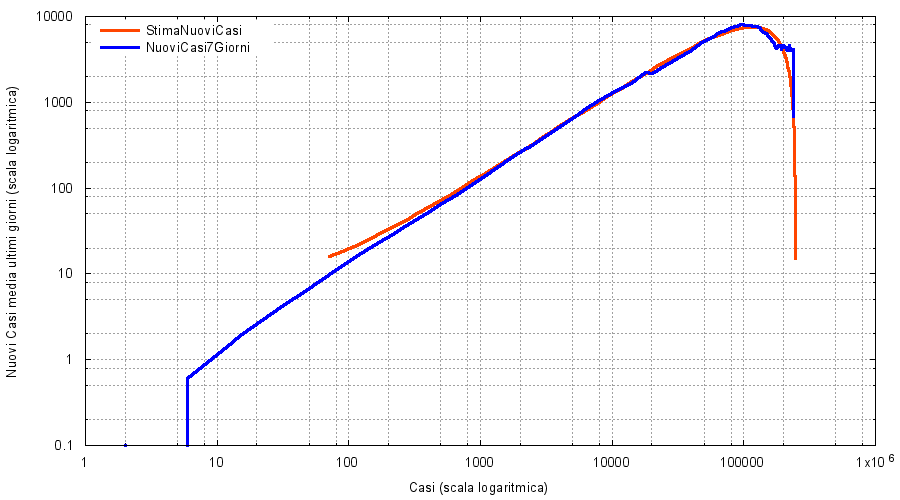 10000
1000
100
10
1
0.1
StimaNuoviCasi
NuoviCasi7Giorni
Nuovi Casi media ultimi giorni (scala logaritmica)
1
10
100
1000
10000
100000
1x10 6
Casi (scala logaritmica)